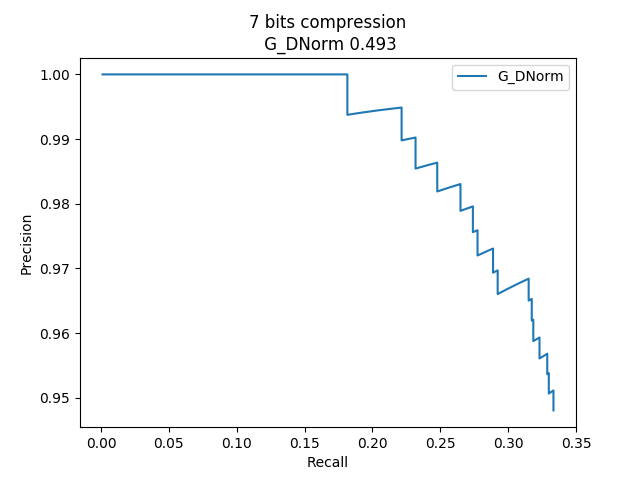 7 bits compression
G_DNorm 0.493
G_DNorm
1.00
0.99
0.98
0.97
0.96
0.95
Precision
0.00 0.05 0.10 0.15 0.20 0.25 0.30 0.35
Recall